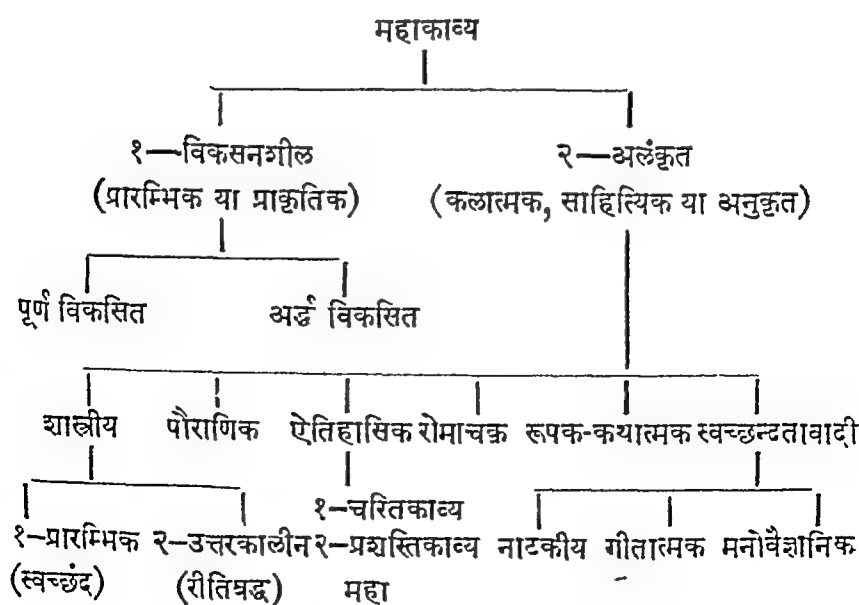 महाकाव्य
१—विकसनशील २—अलंकृत
(प्रारम्भिक या प्राकृतिक) (कलात्मक, साहित्यिक या अनुकृत)
पूर्ण विकसित अर्द्ध विकसित
शास्त्रीय पौराणिक ऐतिहासिक रोमाचक रूपक-कथात्मक स्वच्छन्दतावादी
१-चरितकाव्य
१-प्रारम्भिक २-उत्तरकालीन २-प्रशस्तिकाव्य नाटकीय गीतात्मक मनोवैज्ञानिक
(स्वच्छंद) (रीतिबद्ध) महा